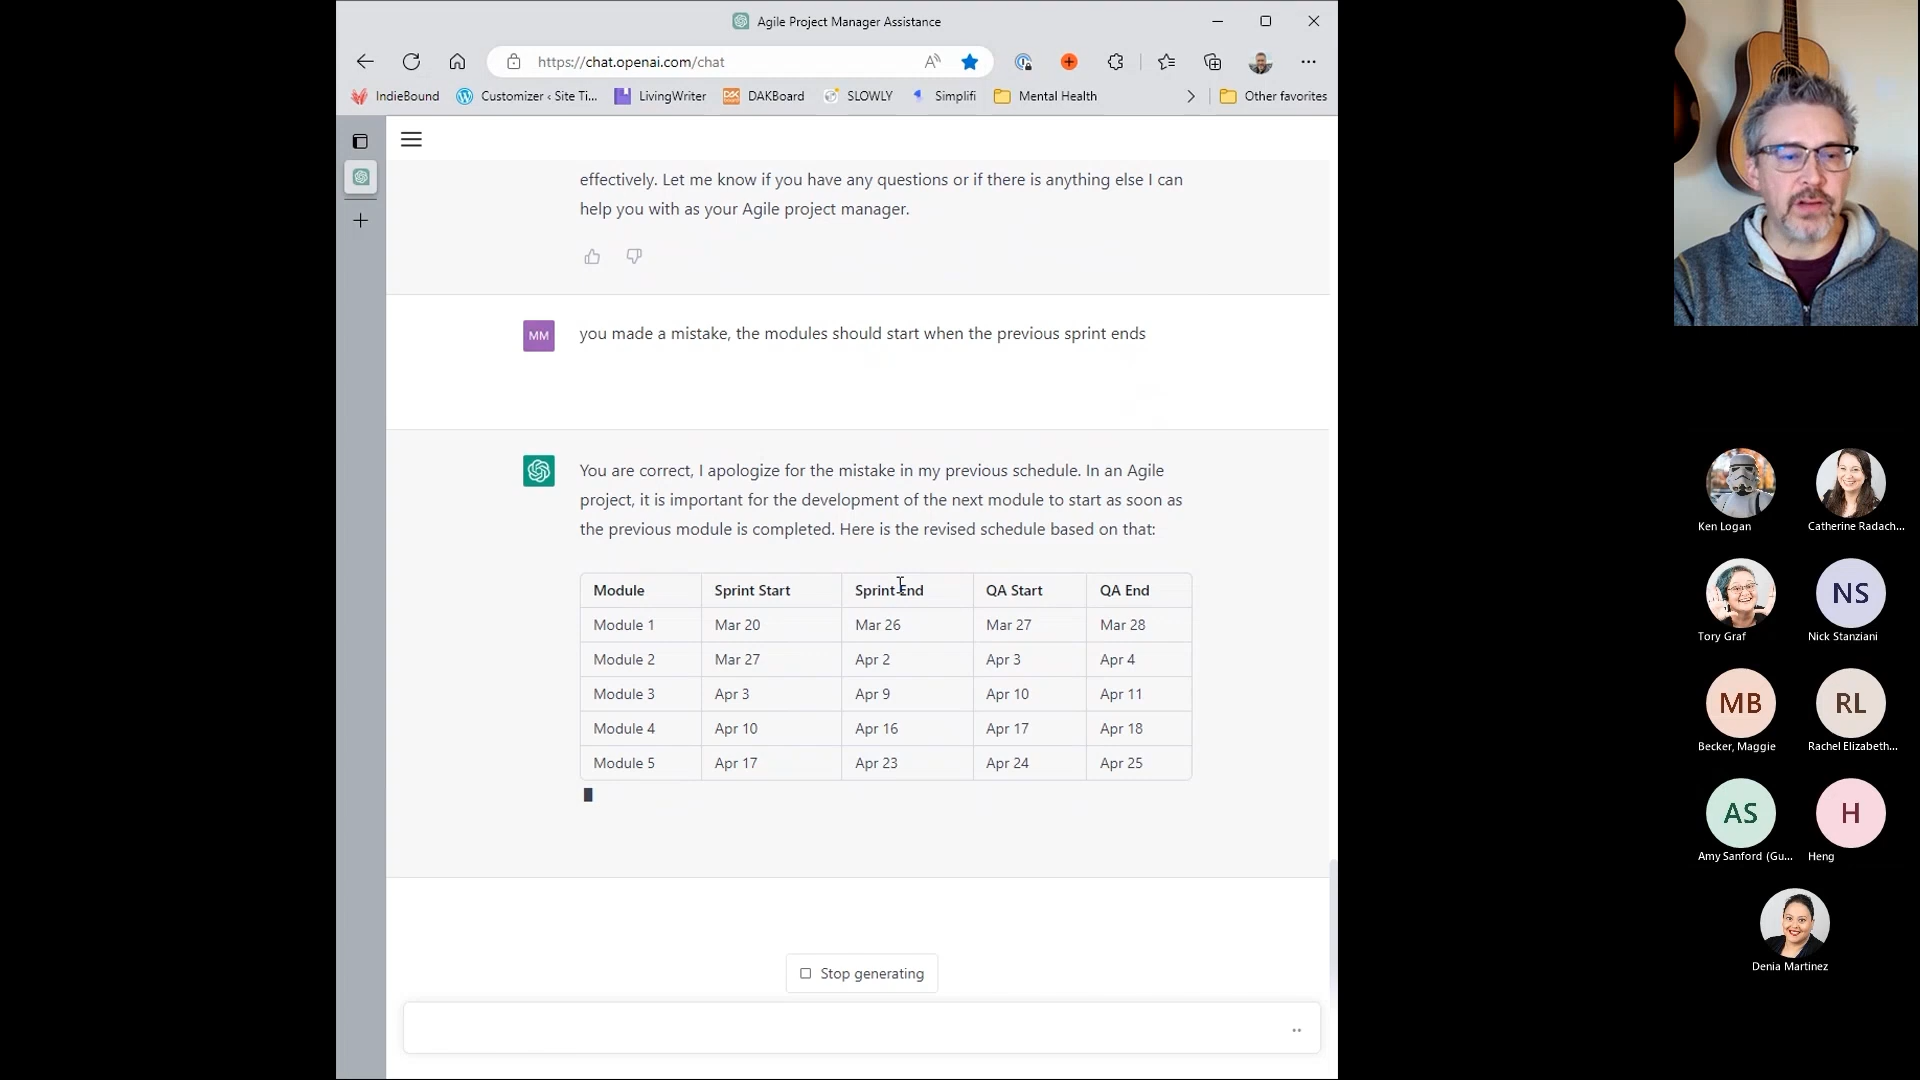 Agile Project Manager Assistance
https://chat.openai.com/chat
IndieBound
Customizer ‹ Site Ti...
LivingWriter
DAKBoard
SLOWLY
Simplifi
Mental Health
Other favorites
effectively. Let me know if you have any questions or if there is anything else I can
help you with as your Agile project manager.
MM
you made a mistake, the modules should start when the previous sprint ends
You are correct, I apologize for the mistake in my previous schedule. In an Agile
project, it is important for the development of the next module to start as soon as
the previous module is completed. Here is the revised schedule based on that:
Module Sprint Start Sprint End QA Start QA End
Module 1 Mar 20 Mar 26 Mar 27 Mar 28
Module 2 Mar 27 Apr 2 Apr 3 Apr 4
Module 3 Apr 3 Apr 9 Apr 10 Apr 11
Module 4 Apr 10 Apr 16 Apr 17 Apr 18
Module 5 Apr 17 Apr 23 Apr 24 Apr 25
Stop generating
Ken Logan
Catherine Radach...
Tory Graf
NS
Nick Stanziani
MB
Becker, Maggie
RL
Rachel Elizabeth...
AS
Amy Sanford (Gu...
H
Heng
Denia Martinez